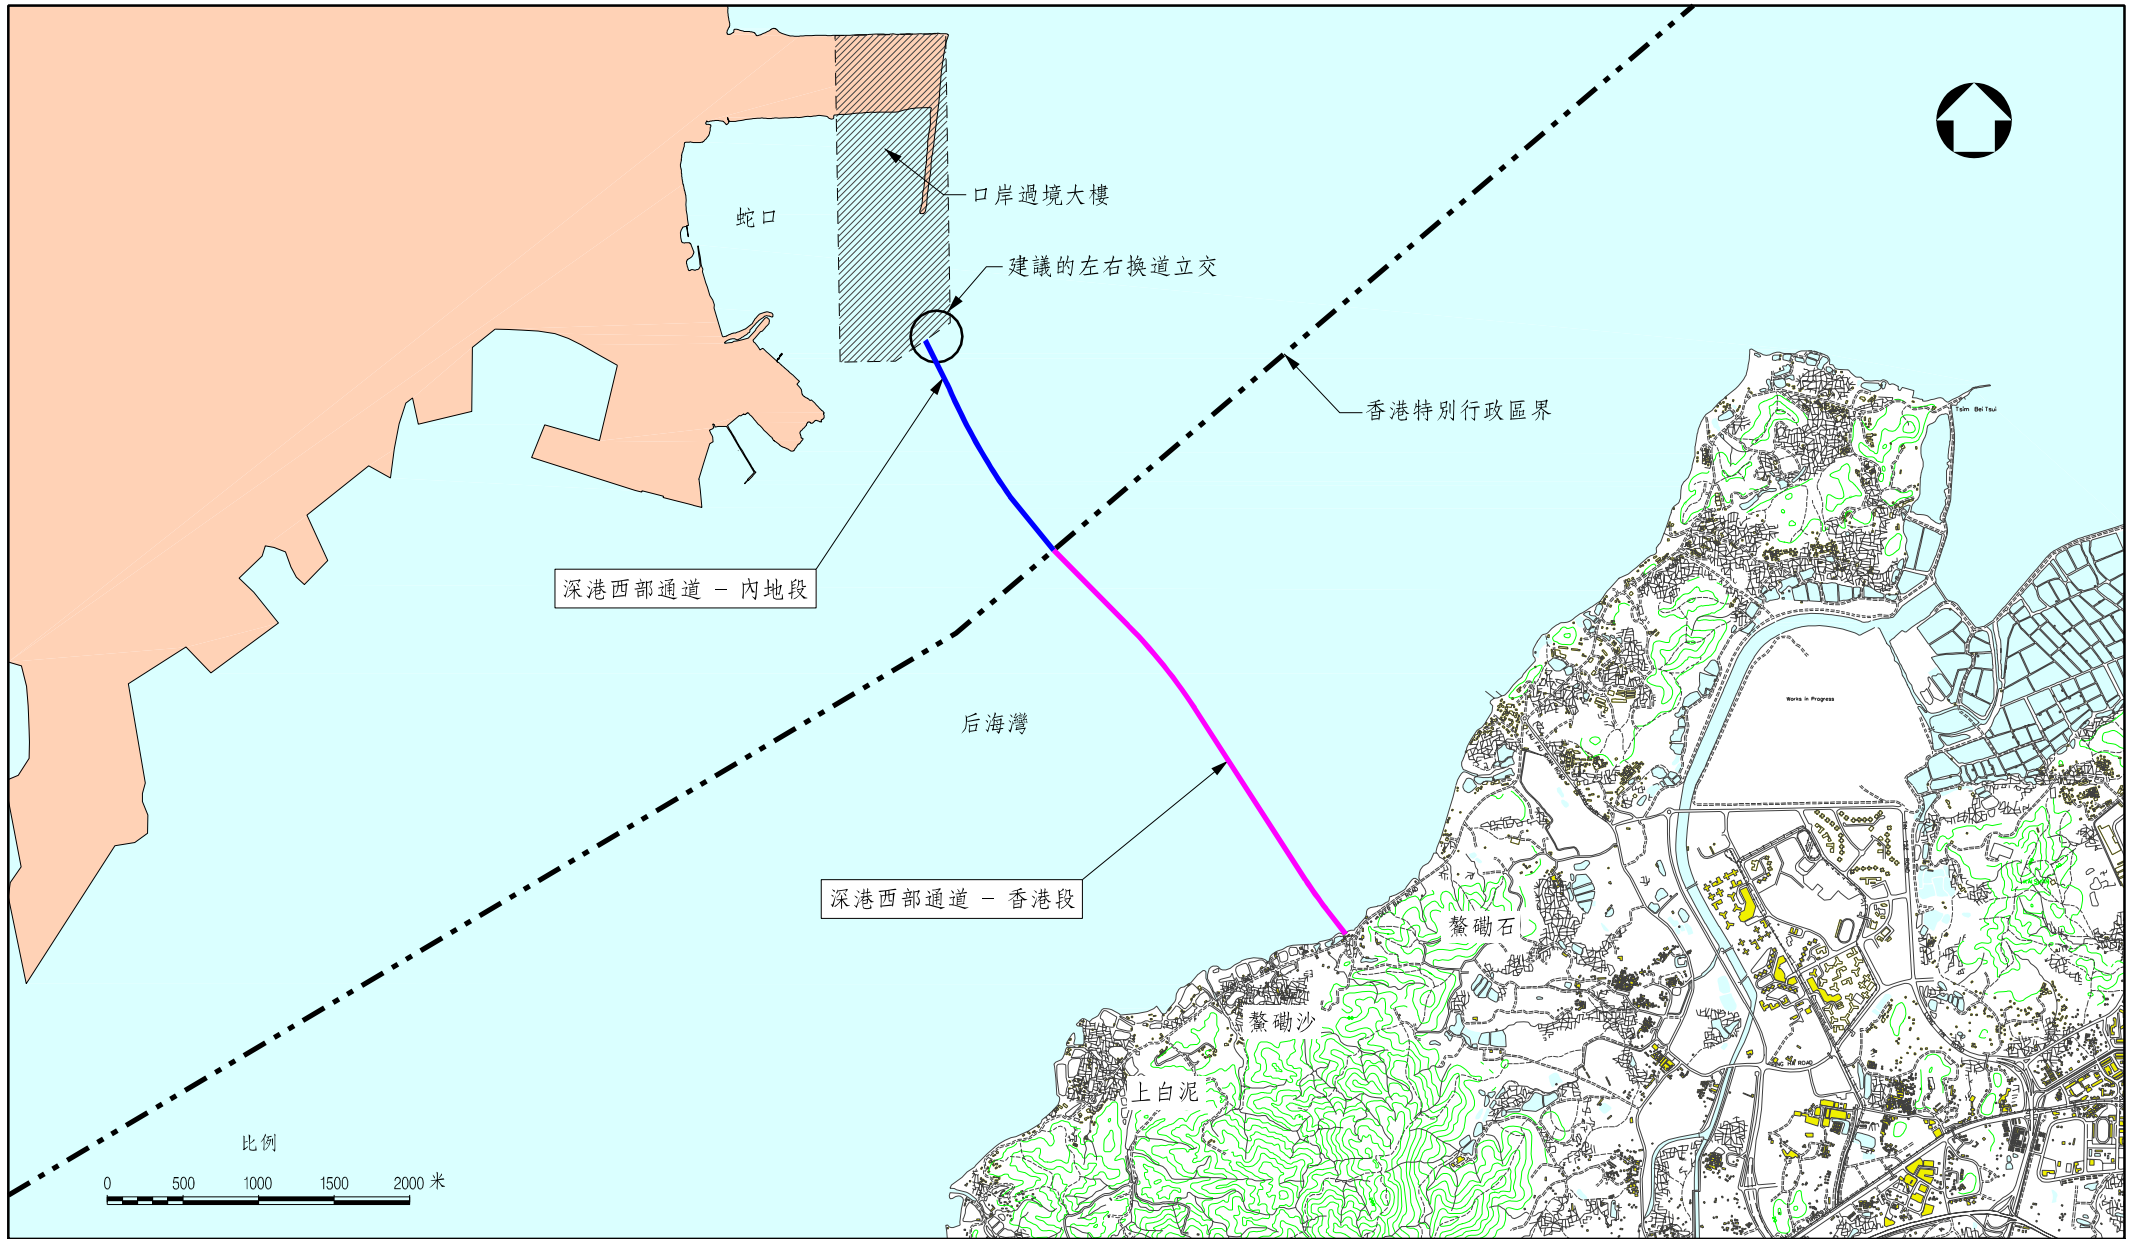 口岸過境大樓
蛇口
建議的左右換道立交
香港特別行政區界
Tsim Bei Tsui
深港西部通道 - 內地段
Works in Progress
后海灣
深港西部通道 - 香港段
鰲磡石
鰲磡沙
上白泥
比例
0 500 1000 1500 2000 米